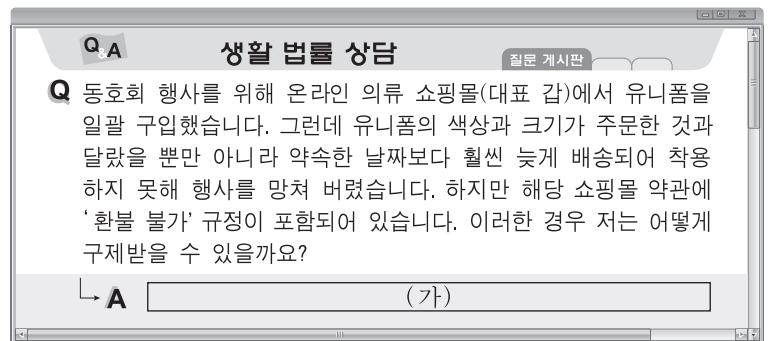 Q&A 생활 법률 상담 질문 게시판
Q 동호회 행사를 위해 온라인 의류 쇼핑몰(대표 갑)에서 유니폼을
일괄 구입했습니다. 그런데 유니폼의 색상과 크기가 주문한 것과
달랐을 뿐만 아니라 약속한 날짜보다 훨씬 늦게 배송되어 착용
하지 못해 행사를 망쳐 버렸습니다. 하지만 해당 쇼핑몰 약관에
‘환불 불가’ 규정이 포함되어 있습니다. 이러한 경우 저는 어떻게
구제받을 수 있을까요?
A (가)